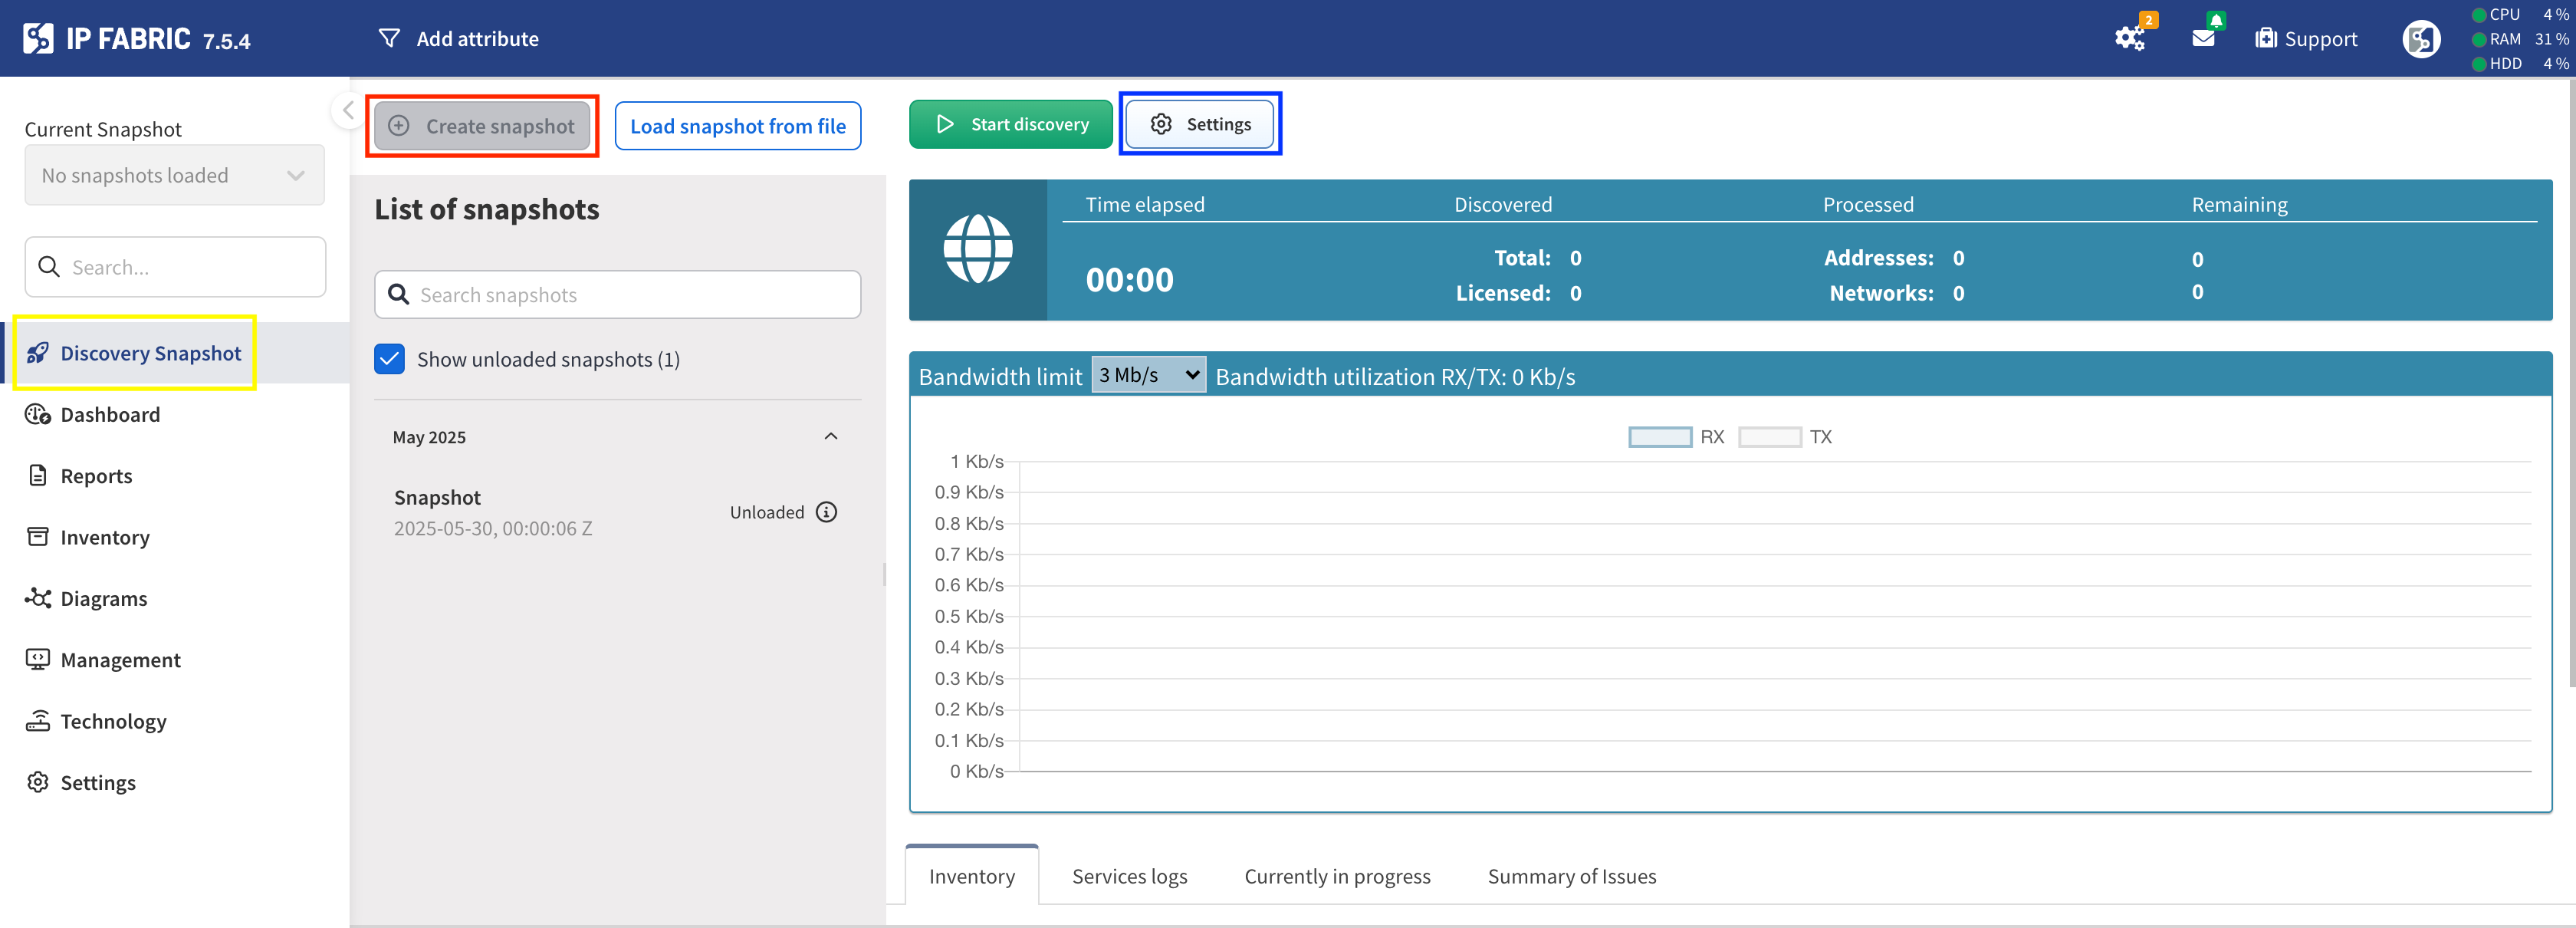 IP FABRIC 7.5.4
Add attribute
2
Support
CPU 4 %
RAM 31 %
HDD 4 %
Current Snapshot
No snapshots loaded
Search...
Discovery Snapshot
Dashboard
Reports
Inventory
Diagrams
Management
Technology
Settings
Create snapshot
Load snapshot from file
List of snapshots
Search snapshots
Show unloaded snapshots (1)
May 2025
Snapshot
2025-05-30, 00:00:06 Z
Unloaded
Start discovery
Settings
Time elapsed Discovered Processed Remaining
00:00
Total: 0 Addresses: 0 0
Licensed: 0 Networks: 0 0
Bandwidth limit 3 Mb/s Bandwidth utilization RX/TX: 0 Kb/s
RX TX
1 Kb/s
0.9 Kb/s
0.8 Kb/s
0.7 Kb/s
0.6 Kb/s
0.5 Kb/s
0.4 Kb/s
0.3 Kb/s
0.2 Kb/s
0.1 Kb/s
0 Kb/s
Inventory Services logs Currently in progress Summary of Issues